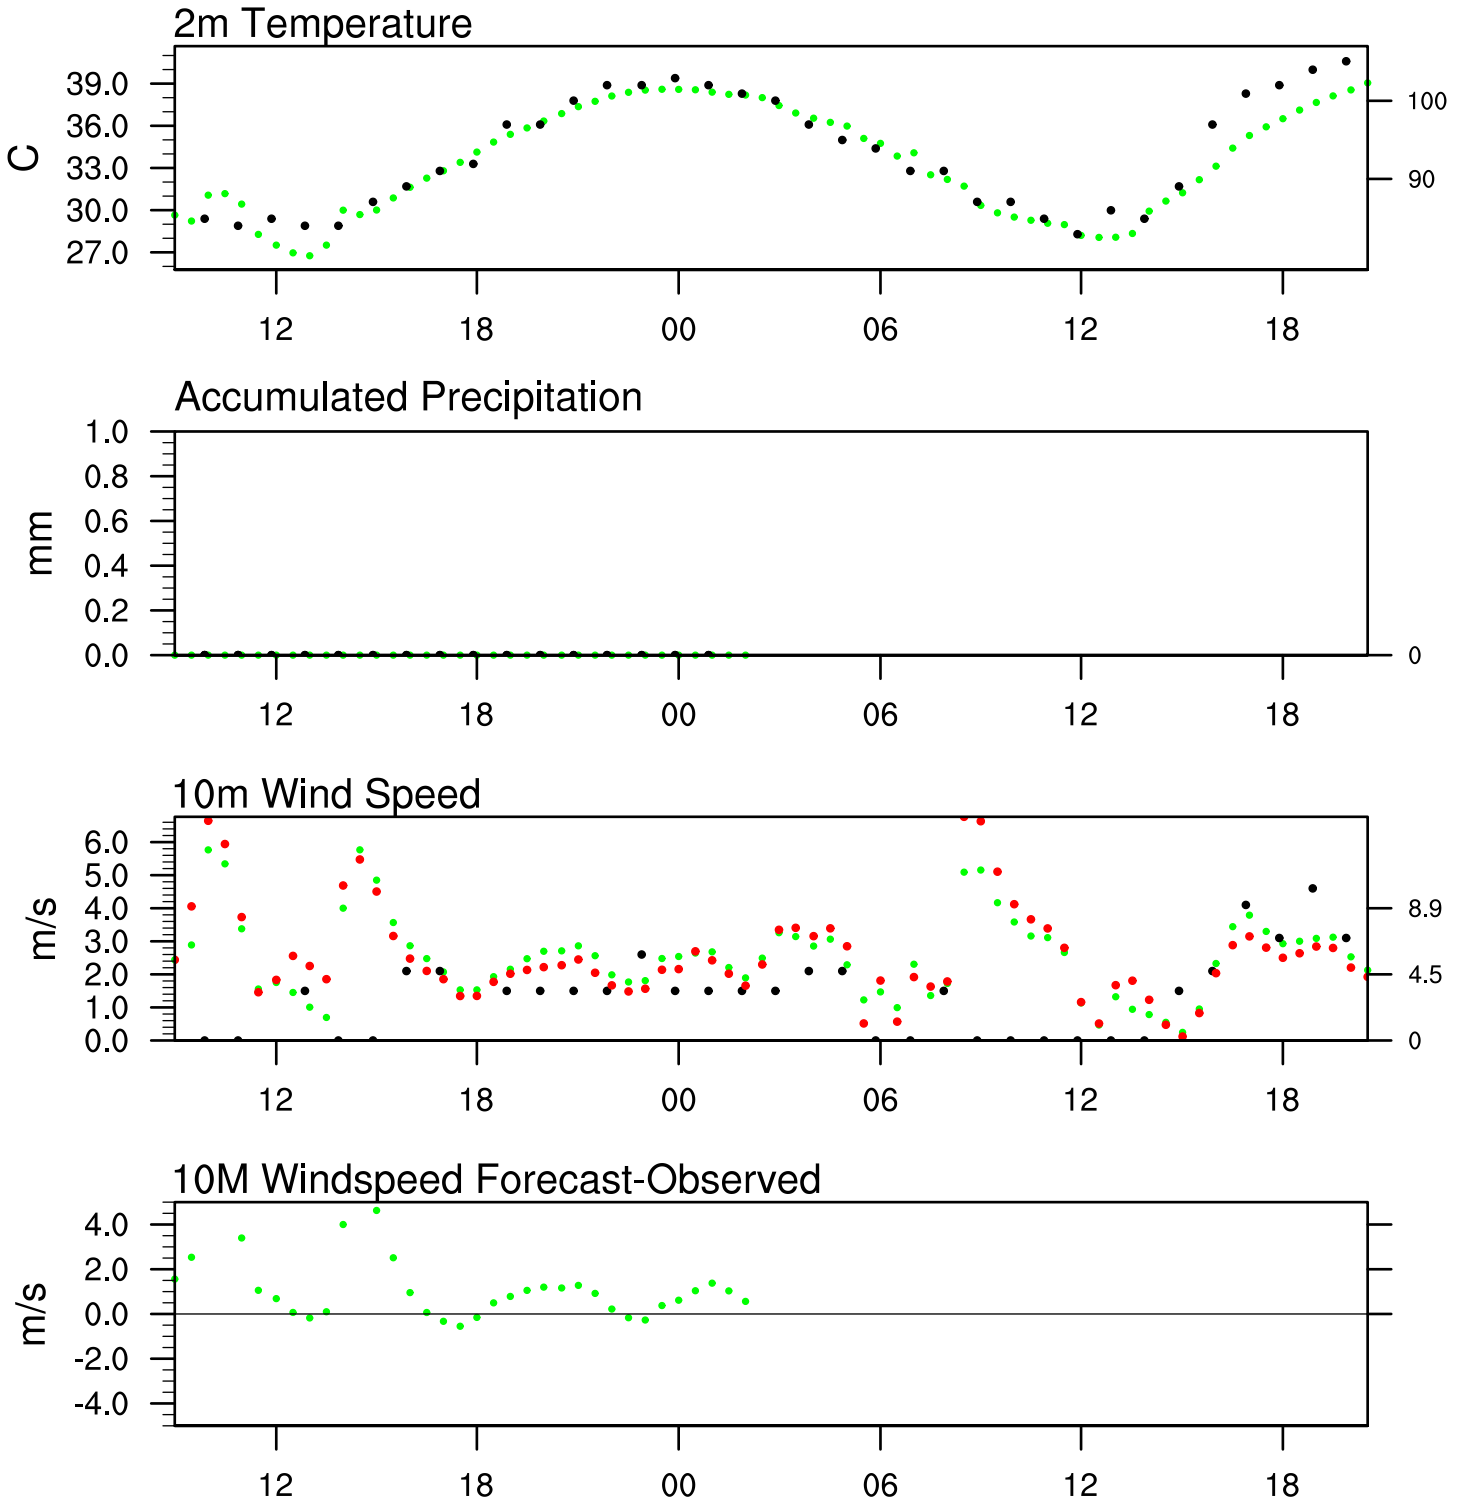 2m Temperature
C
39.0
36.0
33.0
30.0
27.0
100
90
12 18 00 06 12 18
Accumulated Precipitation
mm
1.0
0.8
0.6
0.4
0.2
0.0
0
12 18 00 06 12 18
10m Wind Speed
m/s
6.0
5.0
4.0
3.0
2.0
1.0
0.0
8.9
4.5
0
12 18 00 06 12 18
10M Windspeed Forecast-Observed
m/s
4.0
2.0
0.0
-2.0
-4.0
12 18 00 06 12 18